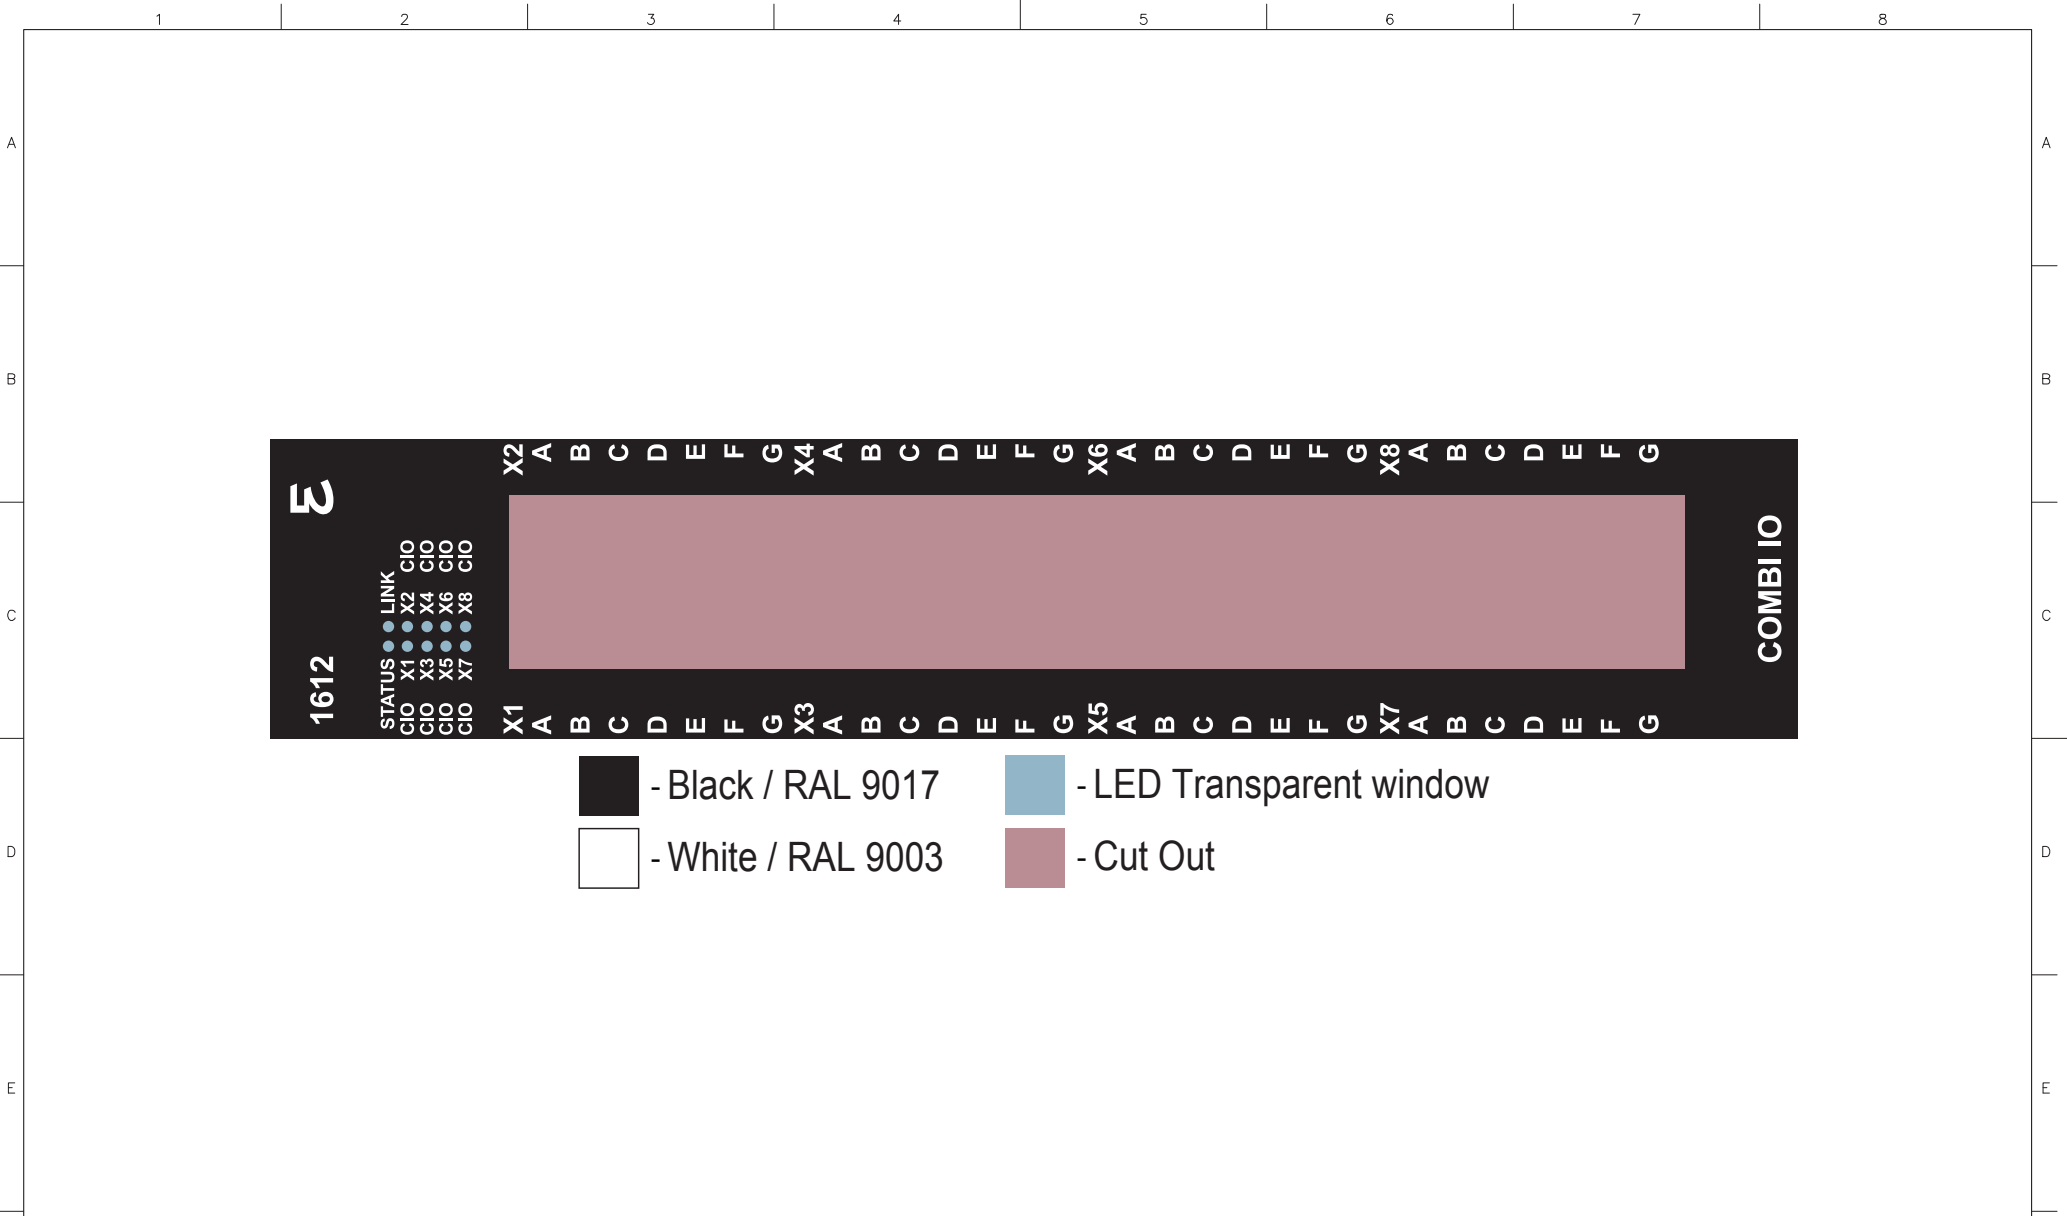 1 2 3 4 5 6 7 8
A A
B B
X2 A B C D E F G X4 A B C D E F G X6 A B C D E F G X8 A B C D E F G
1612
STATUS LINK
CIO X1 X2 CIO
CIO X3 X4 CIO
CIO X5 X6 CIO
CIO X7 X8 CIO
COMBI IO
C C
X1 A B C D E F G X3 A B C D E F G X5 A B C D E F G X7 A B C D E F G
- Black / RAL 9017
- LED Transparent window
- White / RAL 9003
- Cut Out
D D
E E